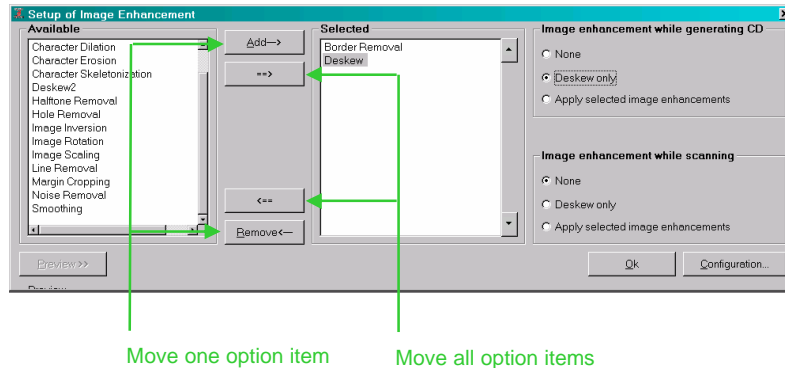 Setup of Image Enhancement
Available
Character Dilation
Character Erosion
Character Skeletonization
Deskew2
Halftone Removal
Hole Removal
Image Inversion
Image Rotation
Image Scaling
Line Removal
Margin Cropping
Noise Removal
Smoothing
Add—>
==>
<==
Remove<—
Selected
Border Removal
Deskew
Image enhancement while generating CD
None
Deskew only
Apply selected image enhancements
Image enhancement while scanning
None
Deskew only
Apply selected image enhancements
Preview >>
Ok
Configuration...
Preview
Move one option item
Move all option items